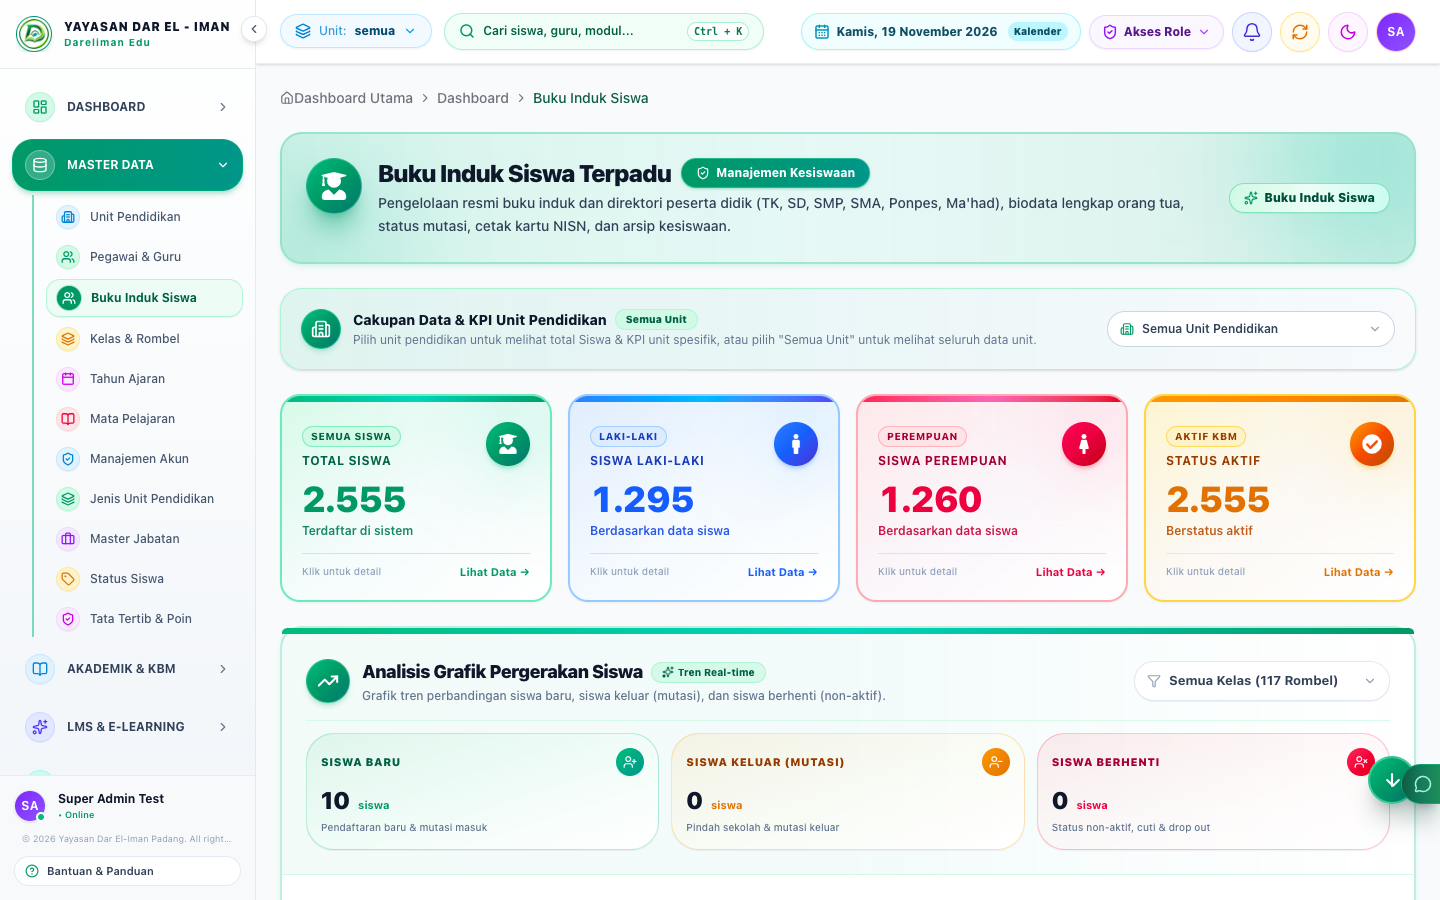 YAYASAN DAR EL - IMAN
Dareliman Edu
Unit: semua
Cari siswa, guru, modul...
Ctrl + K
Kamis, 19 November 2026
Kalender
Akses Role
SA
DASHBOARD
MASTER DATA
Unit Pendidikan
Pegawai & Guru
Buku Induk Siswa
Kelas & Rombel
Tahun Ajaran
Mata Pelajaran
Manajemen Akun
Jenis Unit Pendidikan
Master Jabatan
Status Siswa
Tata Tertib & Poin
AKADEMIK & KBM
LMS & E-LEARNING
SA
Super Admin Test
• Online
© 2026 Yayasan Dar El-Iman Padang. All right...
Bantuan & Panduan
Dashboard Utama > Dashboard > Buku Induk Siswa
Buku Induk Siswa Terpadu
Manajemen Kesiswaan
Pengelolaan resmi buku induk dan direktori peserta didik (TK, SD, SMP, SMA, Ponpes, Ma'had), biodata lengkap orang tua,
status mutasi, cetak kartu NISN, dan arsip kesiswaan.
Buku Induk Siswa
Cakupan Data & KPI Unit Pendidikan
Semua Unit
Pilih unit pendidikan untuk melihat total Siswa & KPI unit spesifik, atau pilih "Semua Unit" untuk melihat seluruh data unit.
Semua Unit Pendidikan
SEMUA SISWA
TOTAL SISWA
2.555
Terdaftar di sistem
Klik untuk detail
Lihat Data →
LAKI-LAKI
SISWA LAKI-LAKI
1.295
Berdasarkan data siswa
Klik untuk detail
Lihat Data →
PEREMPUAN
SISWA PEREMPUAN
1.260
Berdasarkan data siswa
Klik untuk detail
Lihat Data →
AKTIF KBM
STATUS AKTIF
2.555
Berstatus aktif
Klik untuk detail
Lihat Data →
Analisis Grafik Pergerakan Siswa
Tren Real-time
Grafik tren perbandingan siswa baru, siswa keluar (mutasi), dan siswa berhenti (non-aktif).
Semua Kelas (117 Rombel)
SISWA BARU
10 siswa
Pendaftaran baru & mutasi masuk
SISWA KELUAR (MUTASI)
0 siswa
Pindah sekolah & mutasi keluar
SISWA BERHENTI
0 siswa
Status non-aktif, cuti & drop out